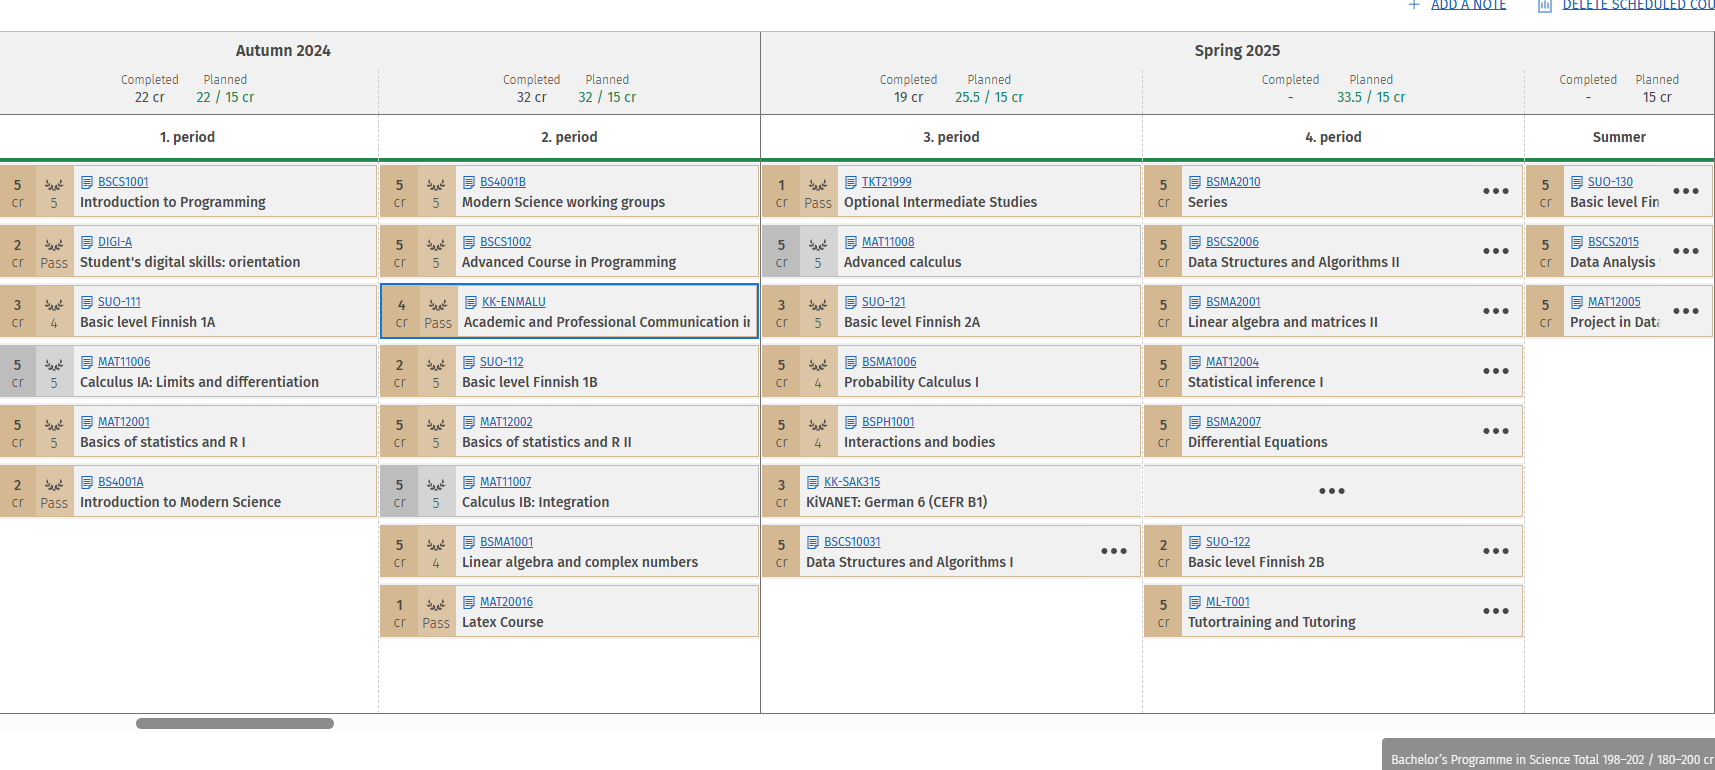 ADD A NOTE
DELETE SCHEDULED COU
Autumn 2024
Spring 2025
Completed Planned
22 cr 22 / 15 cr
Completed Planned
32 cr 32 / 15 cr
Completed Planned
19 cr 25.5 / 15 cr
Completed Planned
- 33.5 / 15 cr
Completed Planned
- 15 cr
1. period
2. period
3. period
4. period
Summer
5 cr 5 BSCS1001
Introduction to Programming
2 cr Pass DIGI-A
Student's digital skills: orientation
3 cr 4 SUO-111
Basic level Finnish 1A
5 cr 5 MAT11006
Calculus IA: Limits and differentiation
5 cr 5 MAT12001
Basics of statistics and R I
2 cr Pass BS4001A
Introduction to Modern Science
5 cr 5 BS4001B
Modern Science working groups
5 cr 5 BSCS1002
Advanced Course in Programming
4 cr Pass KK-ENMALU
Academic and Professional Communication in
2 cr 5 SUO-112
Basic level Finnish 1B
5 cr 5 MAT12002
Basics of statistics and R II
5 cr 5 MAT11007
Calculus IB: Integration
5 cr 4 BSMA1001
Linear algebra and complex numbers
1 cr Pass MAT20016
Latex Course
1 cr Pass TKT21999
Optional Intermediate Studies
5 cr 5 MAT11008
Advanced calculus
3 cr 5 SUO-121
Basic level Finnish 2A
5 cr 4 BSMA1006
Probability Calculus I
5 cr 4 BSPH1001
Interactions and bodies
3 cr KK-SAK315
KiVANET: German 6 (CEFR B1)
5 cr BSCS10031
Data Structures and Algorithms I
5 cr BSMA2010
Series
5 cr BSCS2006
Data Structures and Algorithms II
5 cr BSMA2001
Linear algebra and matrices II
5 cr MAT12004
Statistical inference I
5 cr BSMA2007
Differential Equations
2 cr SUO-122
Basic level Finnish 2B
5 cr ML-T001
Tutortraining and Tutoring
5 cr SUO-130
Basic level Fin
5 cr BSCS2015
Data Analysis
5 cr MAT12005
Project in Data
Bachelor's Programme in Science Total 198–202 / 180–200 cr